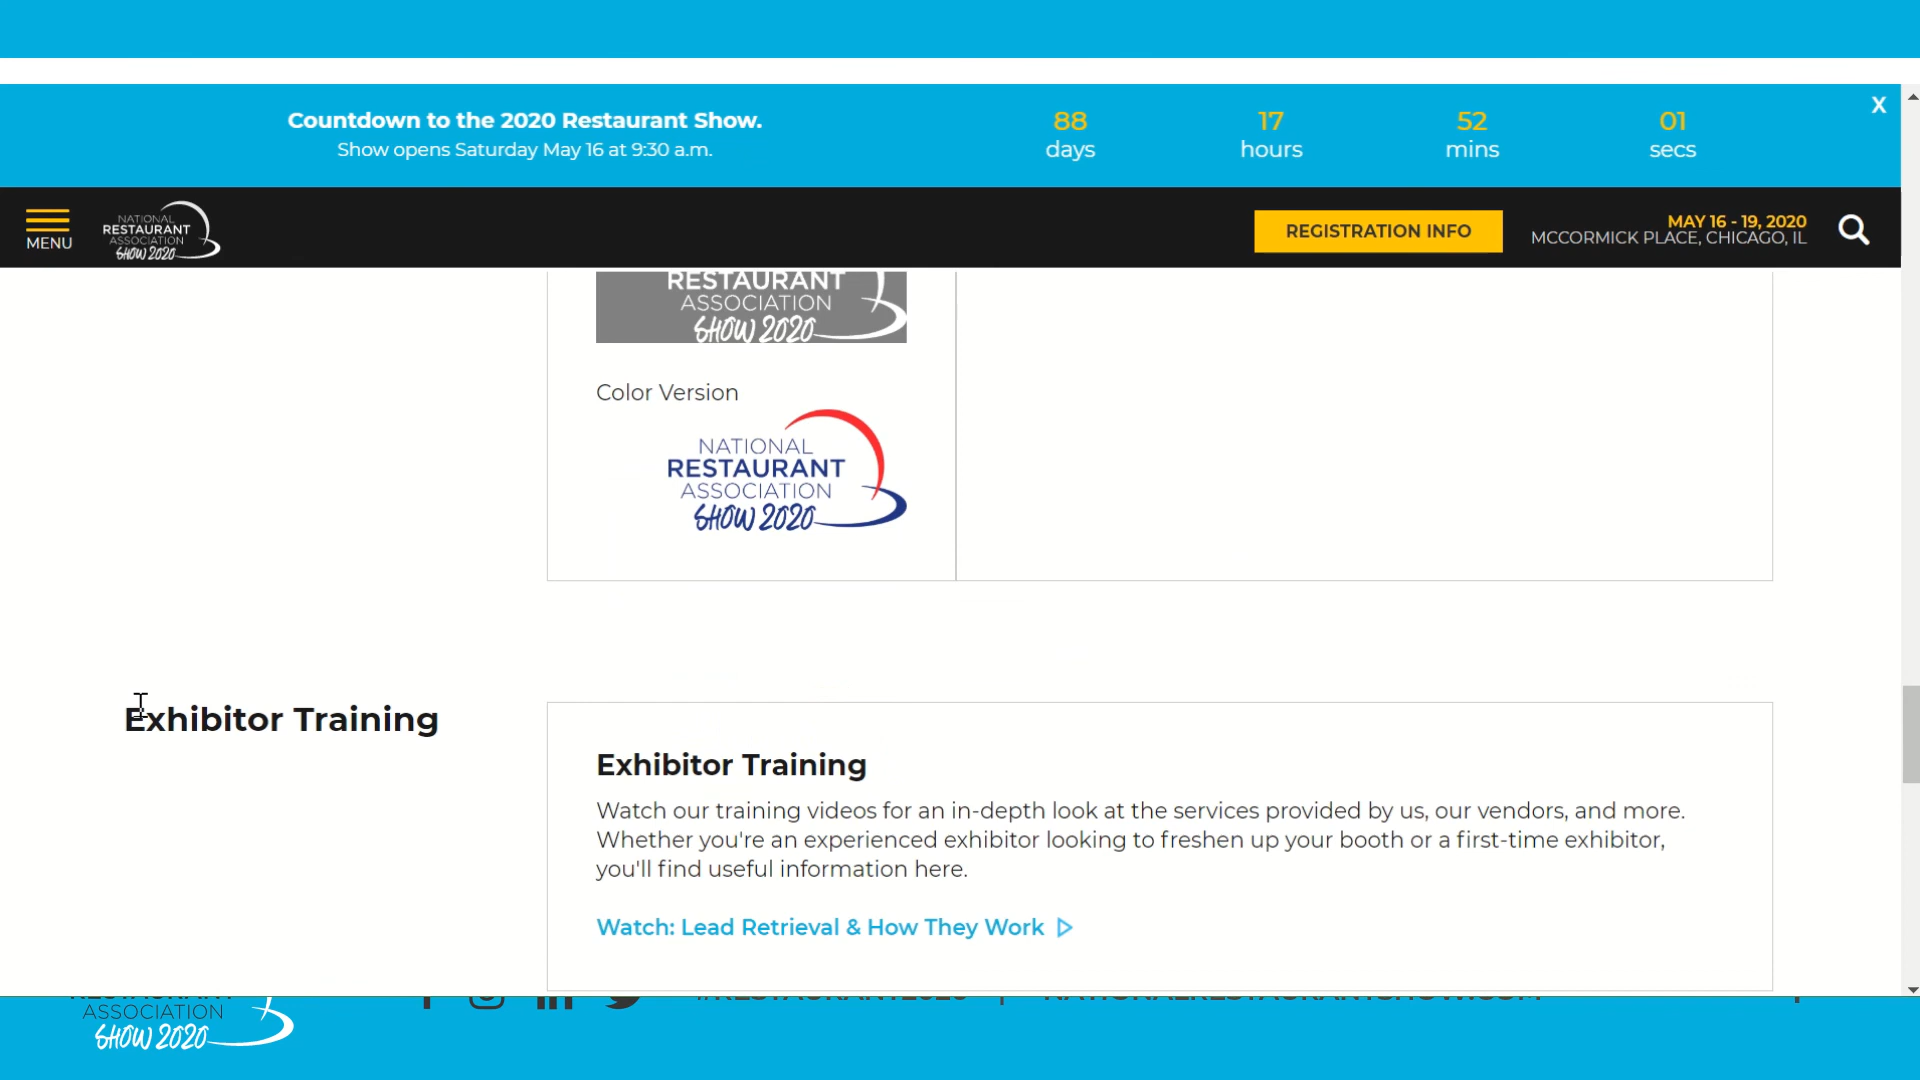 Countdown to the 2020 Restaurant Show.
Show opens Saturday May 16 at 9:30 a.m.
88 days
17 hours
52 mins
01 secs
X
MENU
NATIONAL
RESTAURANT
ASSOCIATION
SHOW 2020
REGISTRATION INFO
MAY 16 - 19, 2020
MCCORMICK PLACE, CHICAGO, IL
RESTAURANT
ASSOCIATION
SHOW 2020
Color Version
NATIONAL
RESTAURANT
ASSOCIATION
SHOW 2020
Exhibitor Training
Exhibitor Training
Watch our training videos for an in-depth look at the services provided by us, our vendors, and more.
Whether you're an experienced exhibitor looking to freshen up your booth or a first-time exhibitor,
you'll find useful information here.
Watch: Lead Retrieval & How They Work
RESTAURANT
ASSOCIATION
SHOW 2020
#RESTAURANT2020 | NATIONALRESTAURANTSHOW.COM